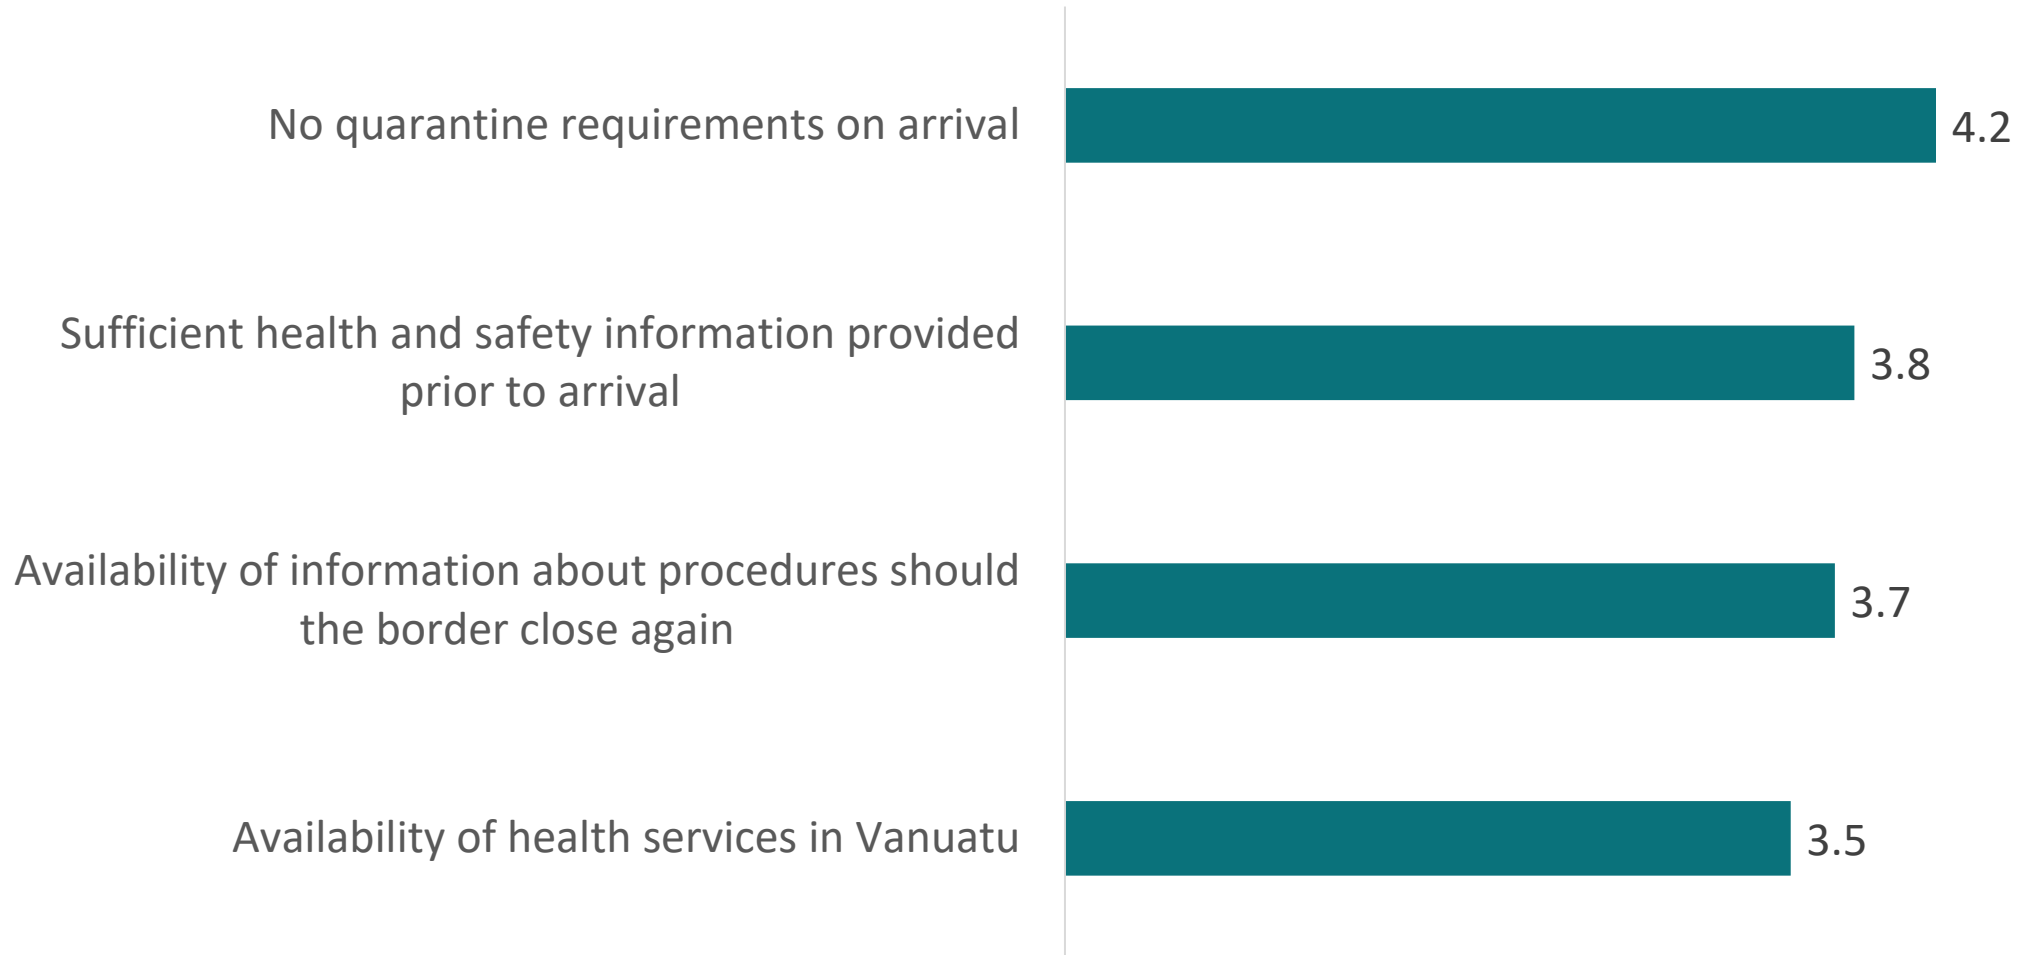 No quarantine requirements on arrival
4.2
Sufficient health and safety information provided
prior to arrival
3.8
Availability of information about procedures should
the border close again
3.7
Availability of health services in Vanuatu
3.5